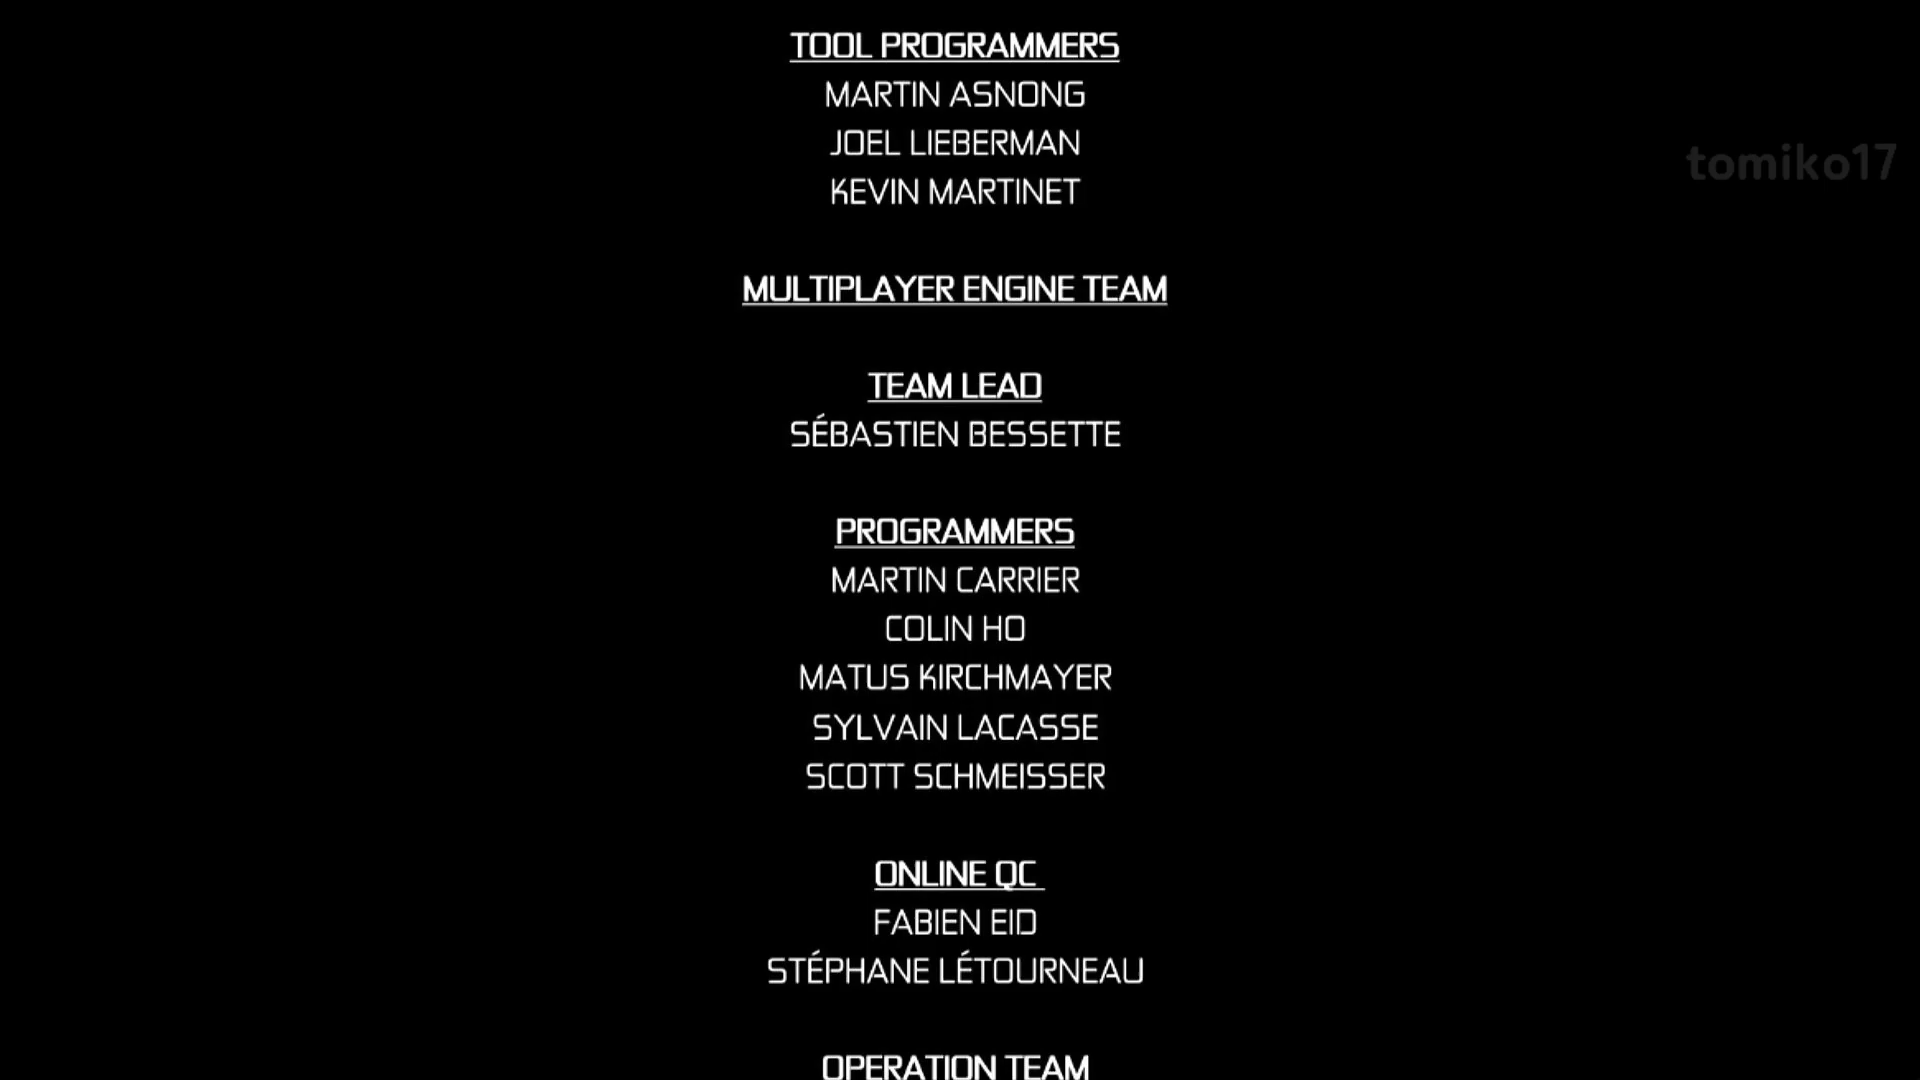 TOOL PROGRAMMERS
MARTIN ASNONG
JOEL LIEBERMAN
KEVIN MARTINET
tomiko17
MULTIPLAYER ENGINE TEAM
TEAM LEAD
SÉBASTIEN BESSETTE
PROGRAMMERS
MARTIN CARRIER
COLIN HO
MATUS KIRCHMAYER
SYLVAIN LACASSE
SCOTT SCHMEISSER
ONLINE QC
FABIEN EID
STÉPHANE LÉTOURNEAU
OPERATION TEAM